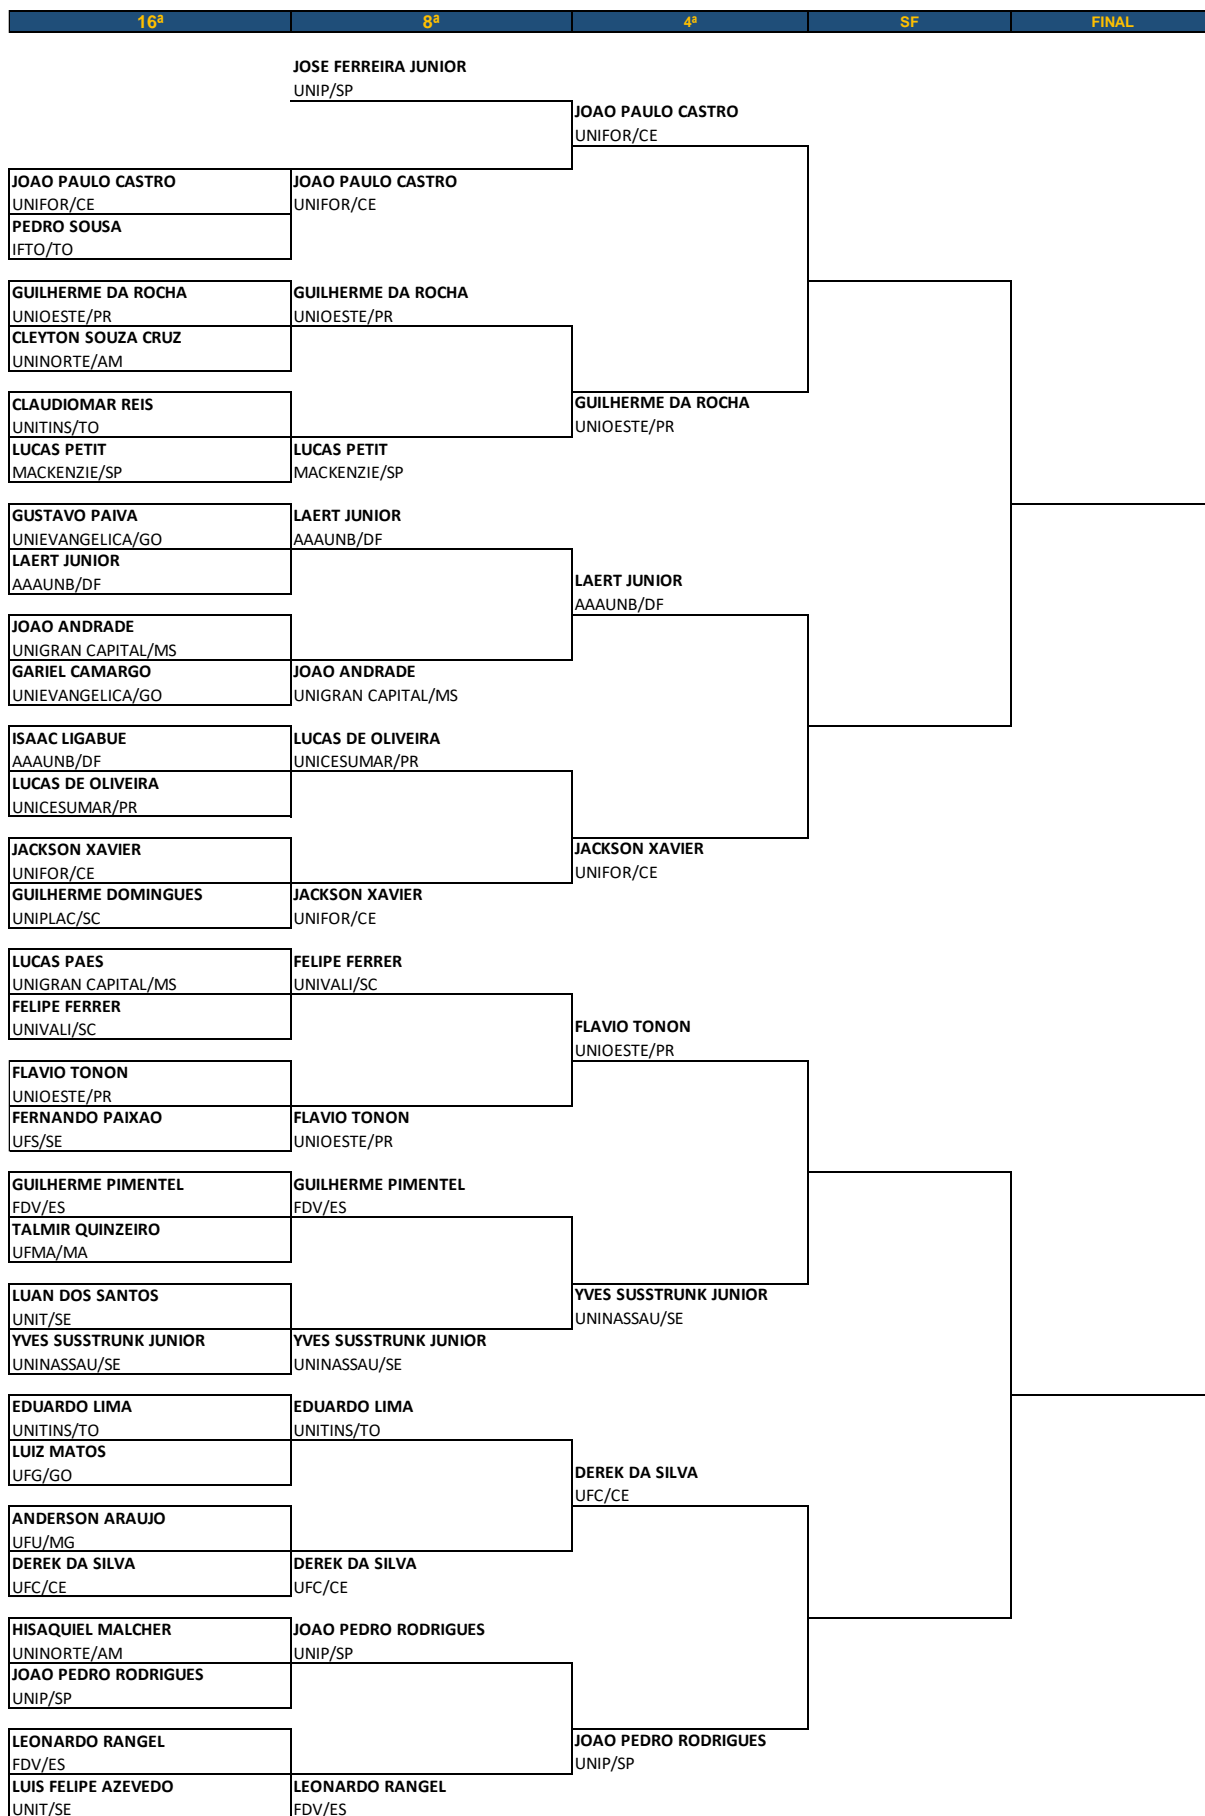 16ª 8ª 4ª SF FINAL
JOSE FERREIRA JUNIOR
UNIP/SP
JOAO PAULO CASTRO
UNIFOR/CE
JOAO PAULO CASTRO JOAO PAULO CASTRO
UNIFOR/CE UNIFOR/CE
PEDRO SOUSA
IFTO/TO
GUILHERME DA ROCHA GUILHERME DA ROCHA
UNIOESTE/PR UNIOESTE/PR
CLEYTON SOUZA CRUZ
UNINORTE/AM
CLAUDIOMAR REIS GUILHERME DA ROCHA
UNITINS/TO UNIOESTE/PR
LUCAS PETIT LUCAS PETIT
MACKENZIE/SP MACKENZIE/SP
GUSTAVO PAIVA LAERT JUNIOR
UNIEVANGELICA/GO AAAUNB/DF
LAERT JUNIOR
AAAUNB/DF
LAERT JUNIOR
AAAUNB/DF
JOAO ANDRADE
UNIGRAN CAPITAL/MS
GARIEL CAMARGO JOAO ANDRADE
UNIEVANGELICA/GO UNIGRAN CAPITAL/MS
ISAAC LIGABUE LUCAS DE OLIVEIRA
AAAUNB/DF UNICESUMAR/PR
LUCAS DE OLIVEIRA
UNICESUMAR/PR
JACKSON XAVIER JACKSON XAVIER
UNIFOR/CE UNIFOR/CE
GUILHERME DOMINGUES JACKSON XAVIER
UNIPLAC/SC UNIFOR/CE
LUCAS PAES FELIPE FERRER
UNIGRAN CAPITAL/MS UNIVALI/SC
FELIPE FERRER
UNIVALI/SC
FLAVIO TONON
UNIOESTE/PR
FLAVIO TONON
UNIOESTE/PR
FERNANDO PAIXAO FLAVIO TONON
UFS/SE UNIOESTE/PR
GUILHERME PIMENTEL GUILHERME PIMENTEL
FDV/ES FDV/ES
TALMIR QUINZEIRO
UFMA/MA
LUAN DOS SANTOS YVES SUSSTRUNK JUNIOR
UNIT/SE UNINASSAU/SE
YVES SUSSTRUNK JUNIOR YVES SUSSTRUNK JUNIOR
UNINASSAU/SE UNINASSAU/SE
EDUARDO LIMA EDUARDO LIMA
UNITINS/TO UNITINS/TO
LUIZ MATOS
UFG/GO
DEREK DA SILVA
UFC/CE
ANDERSON ARAUJO
UFU/MG
DEREK DA SILVA DEREK DA SILVA
UFC/CE UFC/CE
HISAQUIEL MALCHER JOAO PEDRO RODRIGUES
UNINORTE/AM UNIP/SP
JOAO PEDRO RODRIGUES
UNIP/SP
LEONARDO RANGEL JOAO PEDRO RODRIGUES
FDV/ES UNIP/SP
LUIS FELIPE AZEVEDO LEONARDO RANGEL
UNIT/SE FDV/ES